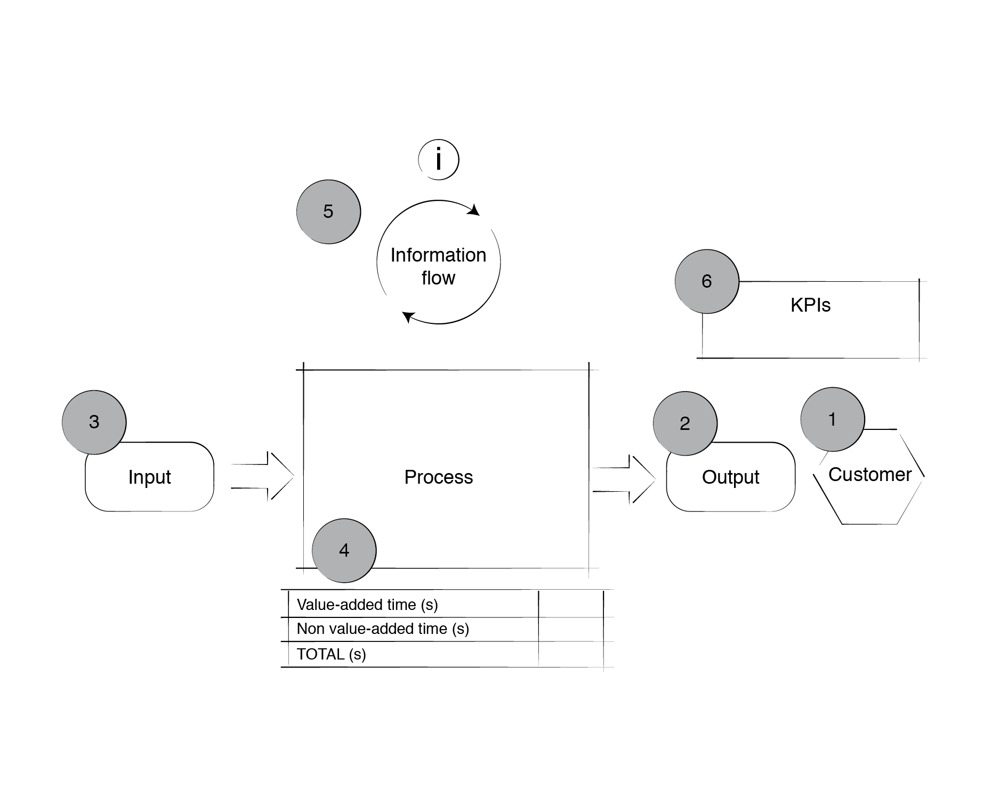 i
5
Information
flow
6
KPIs
3
Input
Process
2
Output
1
Customer
4
Value-added time (s)
Non value-added time (s)
TOTAL (s)